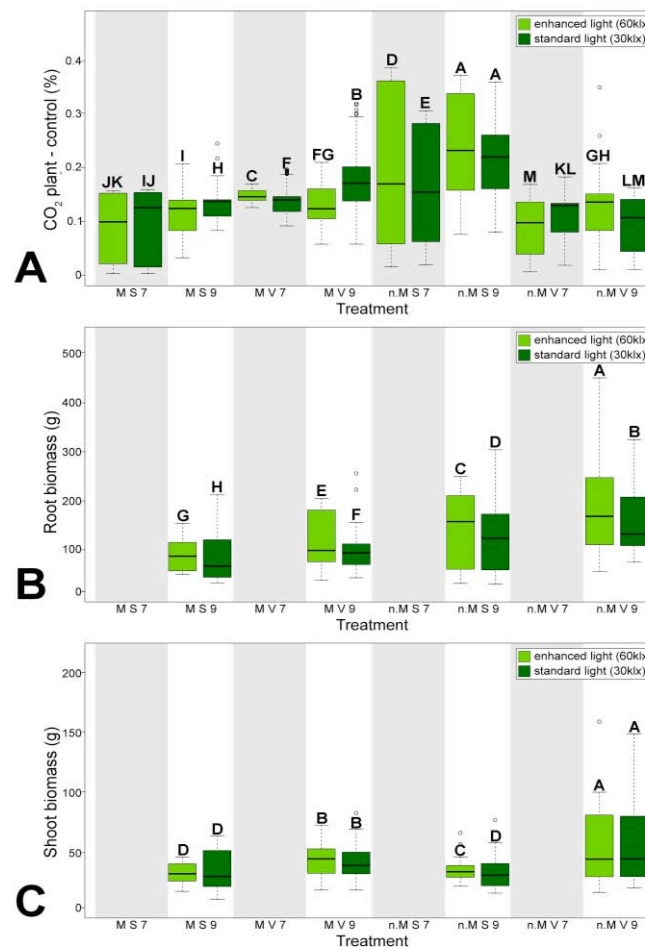 enhanced light (60klx)
standard light (30klx)
0.4
0.3
0.2
0.1
0
CO2 plant - control (%)
JK IJ I H C F FG B D E A A M KL GH LM
A
M S 7 M S 9 M V 7 M V 9 n.M S 7 n.M S 9 n.M V 7 n.M V 9
Treatment
enhanced light (60klx)
standard light (30klx)
500
400
300
200
100
0
Root biomass (g)
G H E F C D A B
B
M S 7 M S 9 M V 7 M V 9 n.M S 7 n.M S 9 n.M V 7 n.M V 9
Treatment
enhanced light (60klx)
standard light (30klx)
200
150
100
50
0
Shoot biomass (g)
D D B B C D A A
C
M S 7 M S 9 M V 7 M V 9 n.M S 7 n.M S 9 n.M V 7 n.M V 9
Treatment